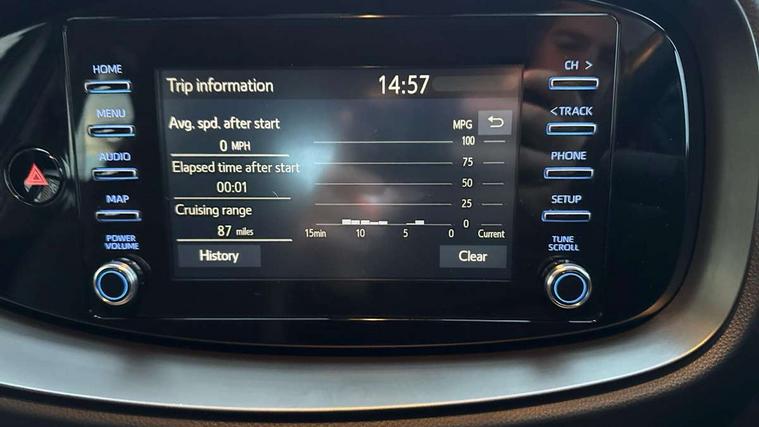 HOME
MENU
AUDIO
MAP
POWER
VOLUME
Trip information 14:57
Avg. spd. after start
0 MPH
Elapsed time after start
00:01
Cruising range
87 miles
History
MPG
100
75
50
25
0
15min 10 5 0 Current
Clear
CH >
< TRACK
PHONE
SETUP
TUNE
SCROLL